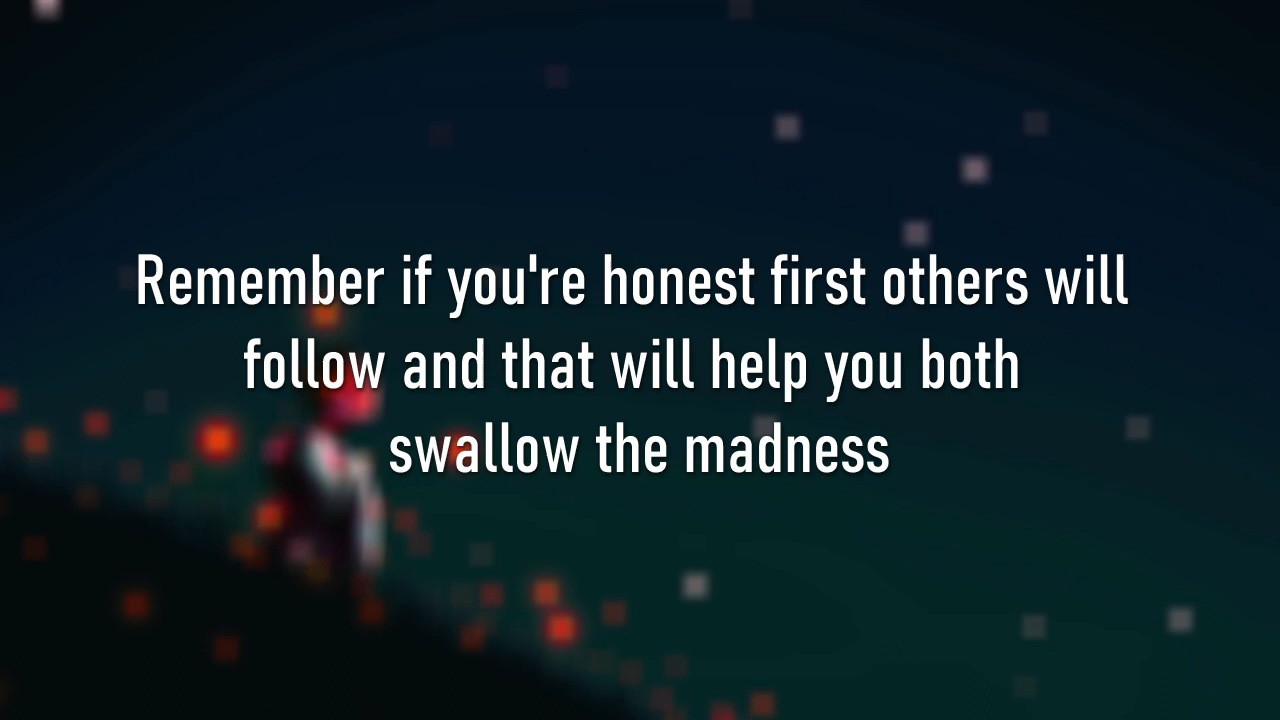 Remember if you're honest first others will
follow and that will help you both
swallow the madness